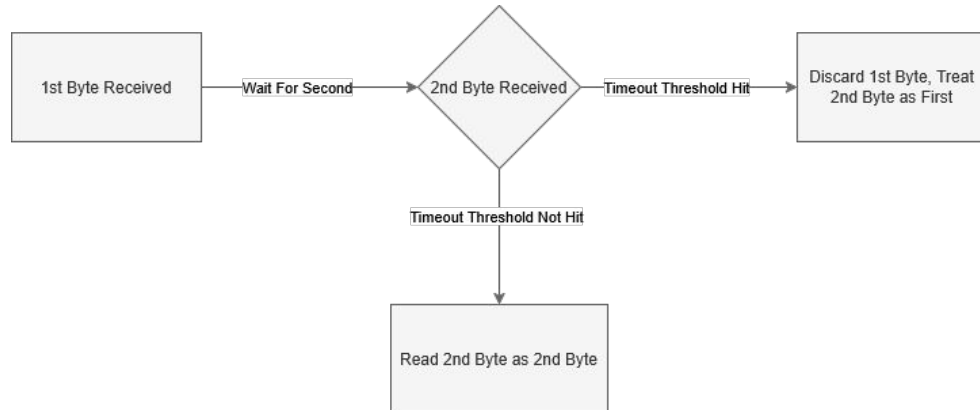 1st Byte Received
Wait For Second
2nd Byte Received
Timeout Threshold Hit
Discard 1st Byte, Treat
2nd Byte as First
Timeout Threshold Not Hit
Read 2nd Byte as 2nd Byte